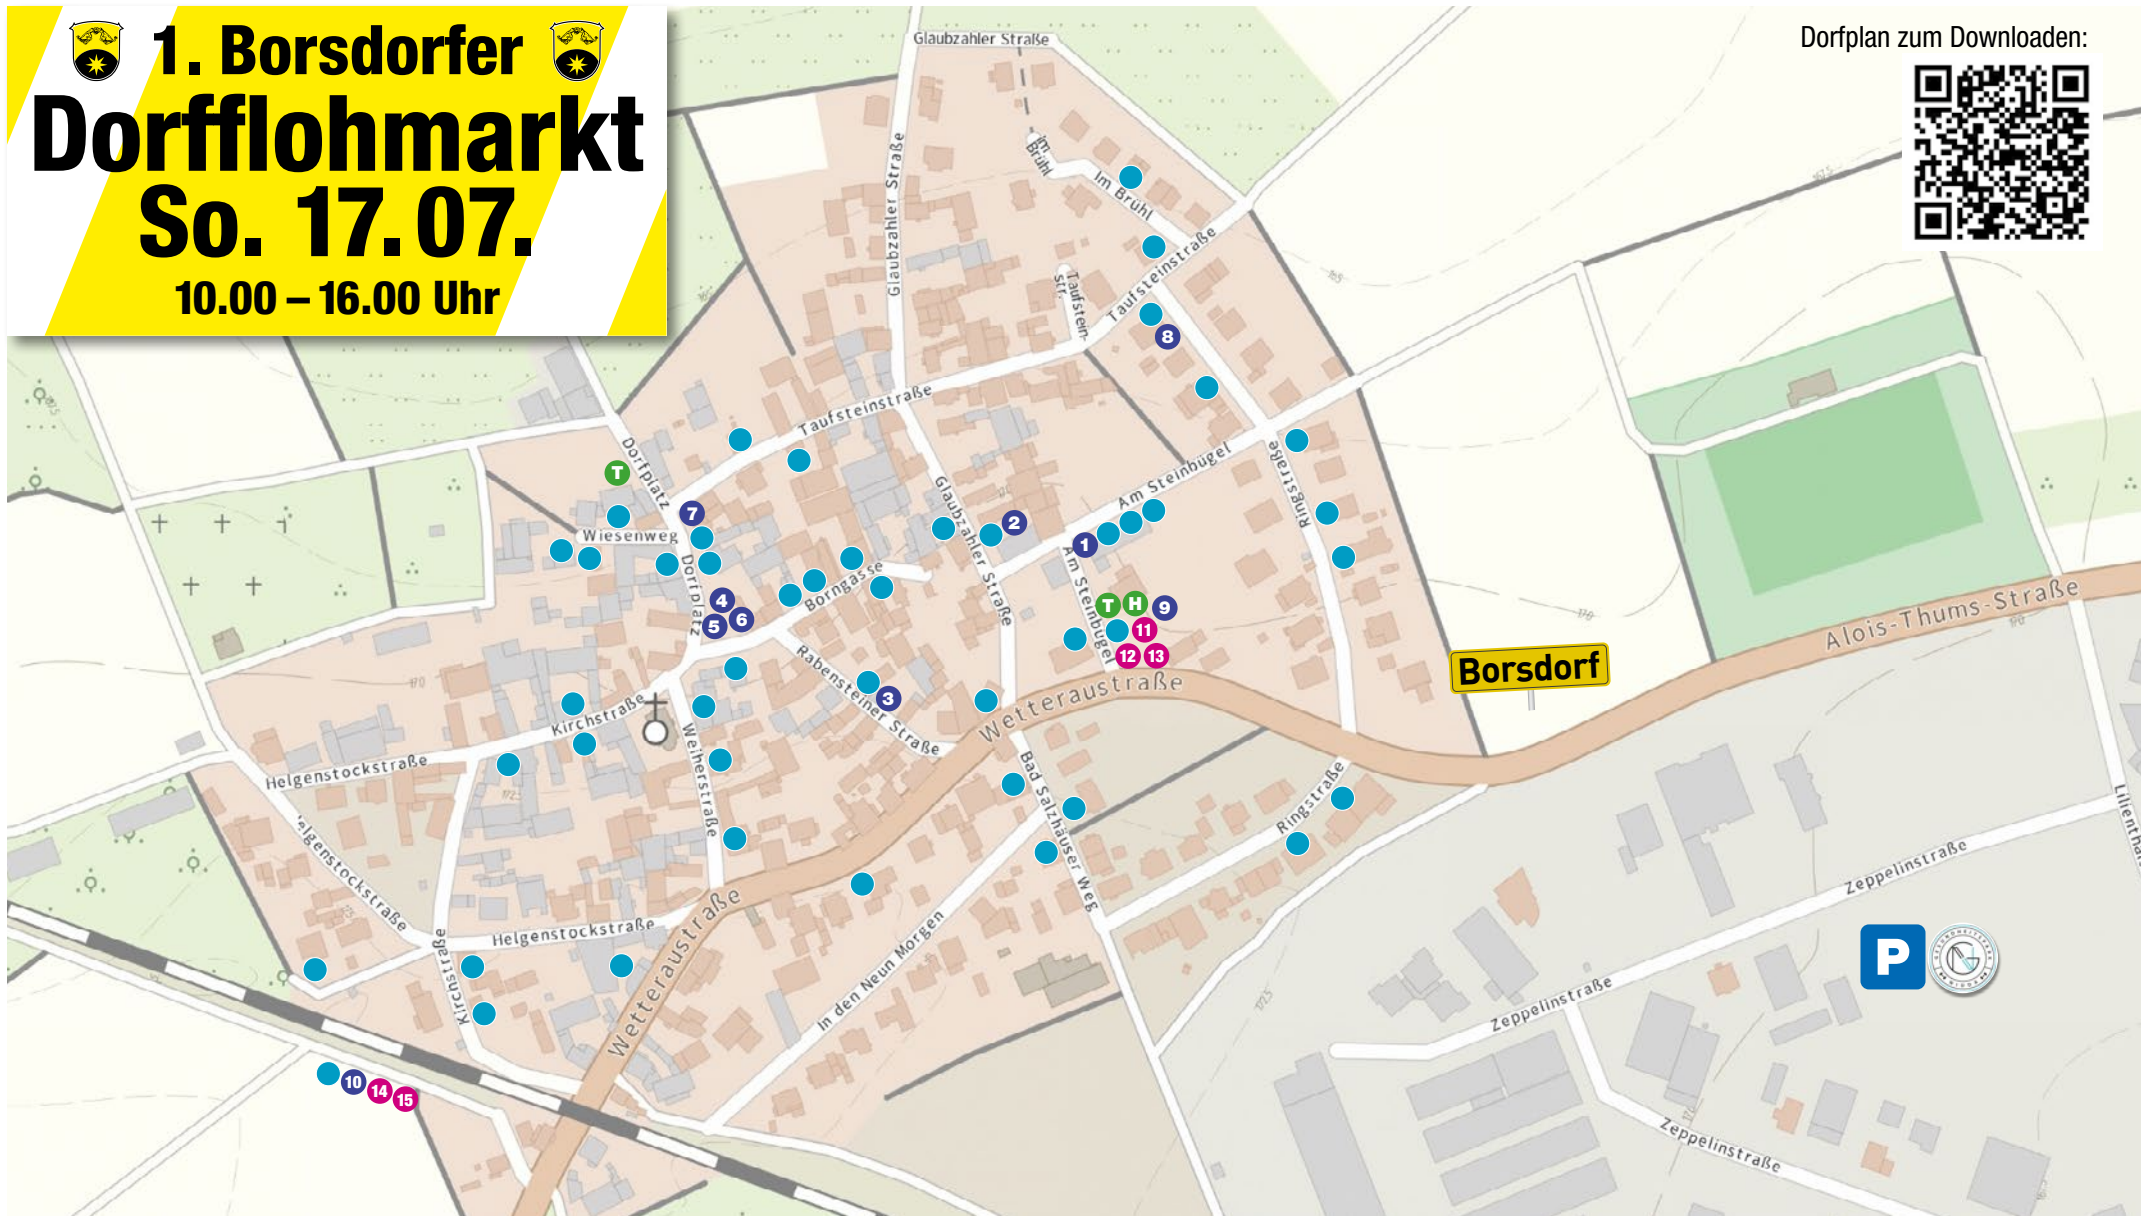 1. Borsdorfer
Dorfflohmarkt
So. 17.07.
10.00 – 16.00 Uhr
Dorfplan zum Downloaden:
Glaubzahler Straße
Glaubzahler Straße
Im
Brühl
Im Brühl
Taufsteinstraße
Taufstein-
str.
8
Taufsteinstraße
Dorfplatz
T
7
Wiesenweg
Glaubzahler Straße
2
Am Steinbügel
1
Ringstraße
Am Steinbügel
Dorfplatz
4
5
6
Borngasse
T
H
9
11
12
13
Borsdorf
Alois-Thums-Straße
Rabensteiner Straße
3
Wetteraustraße
Kirchstraße
Weiherstraße
Helgenstockstraße
Helgenstockstraße
Bad Salzhäuser Weg
Ringstraße
Zeppelinstraße
Helgenstockstraße
Kirchstraße
Wetteraustraße
In den Neun Morgen
P
Zeppelinstraße
10
14
15
Zeppelinstraße
170
170
170
165